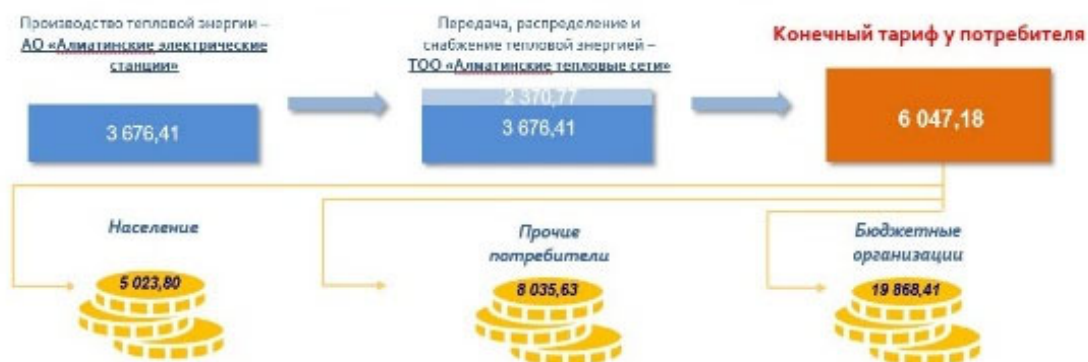 Производство тепловой энергии –
АО «Алматинские электрические
станции»
3 676,41
Передача, распределение и
снабжение тепловой энергией –
ТОО «Алматинские тепловые сети»
2 370,77
3 676,41
Конечный тариф у потребителя
6 047,18
Население
5 023,80
Прочие
потребители
8 035,63
Бюджетные
организации
19 868,41